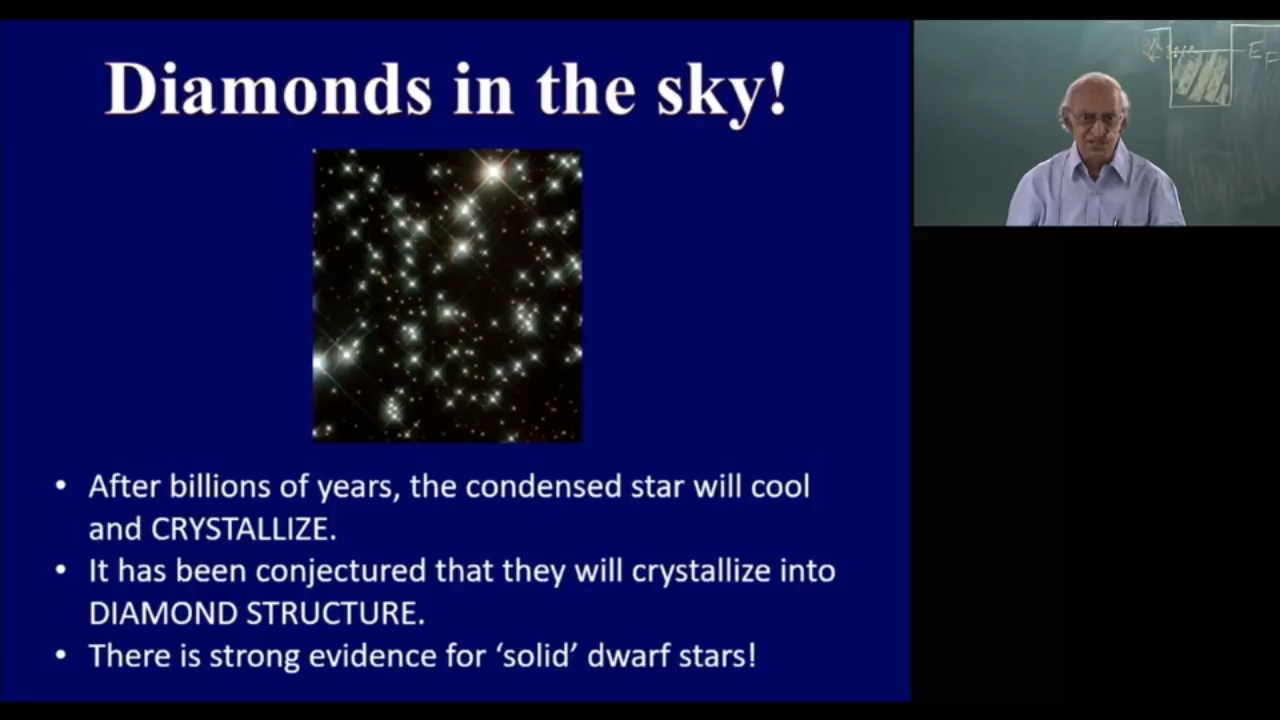 Diamonds in the sky!
• After billions of years, the condensed star will cool
and CRYSTALLIZE.
• It has been conjectured that they will crystallize into
DIAMOND STRUCTURE.
• There is strong evidence for ‘solid’ dwarf stars!
E_F